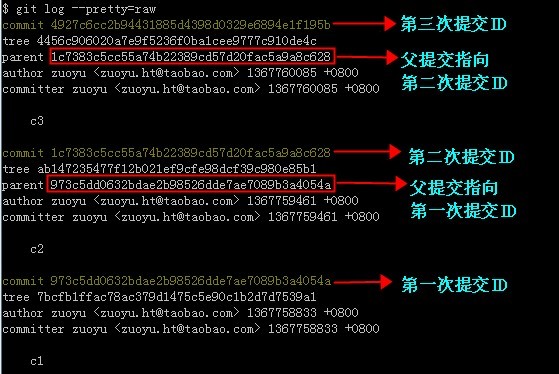 $ git log --pretty=raw
commit 4927c6cc2b94431885d4398d0329e6894e1f195b
第三次提交ID
tree 4456c906020a7e9f5236f0ba1cee9777c910de4c
parent 1c7383c5cc55a74b22389cd57d20fac5a9a8c628
父提交指向
第二次提交ID
author zuoyu <zuoyu.ht@taobao.com> 1367760085 +0800
committer zuoyu <zuoyu.ht@taobao.com> 1367760085 +0800
c3
commit 1c7383c5cc55a74b22389cd57d20fac5a9a8c628
第二次提交ID
tree ab147235477f12b021ef9cfe98dcf39c980e85b1
parent 973c5dd0632bdae2b98526dde7ae7089b3a4054a
父提交指向
第一次提交ID
author zuoyu <zuoyu.ht@taobao.com> 1367759461 +0800
committer zuoyu <zuoyu.ht@taobao.com> 1367759461 +0800
c2
commit 973c5dd0632bdae2b98526dde7ae7089b3a4054a
第一次提交ID
tree 7bcfb1ffac78ac379d1475c5e90c1b2d7d7539a1
author zuoyu <zuoyu.ht@taobao.com> 1367758833 +0800
committer zuoyu <zuoyu.ht@taobao.com> 1367758833 +0800
c1